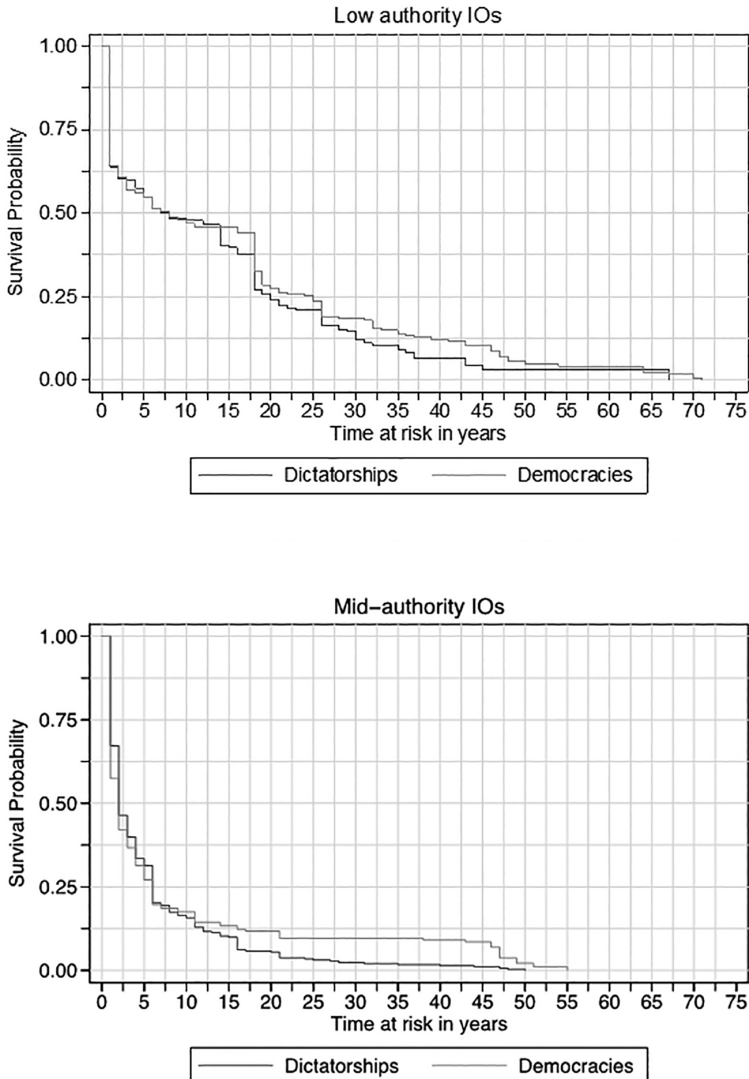 Low authority IOs
1.00
0.75
0.50
0.25
0.00
Survival Probability
0 5 10 15 20 25 30 35 40 45 50 55 60 65 70 75
Time at risk in years
Dictatorships Democracies
Mid-authority IOs
1.00
0.75
0.50
0.25
0.00
Survival Probability
0 5 10 15 20 25 30 35 40 45 50 55 60 65 70 75
Time at risk in years
Dictatorships Democracies